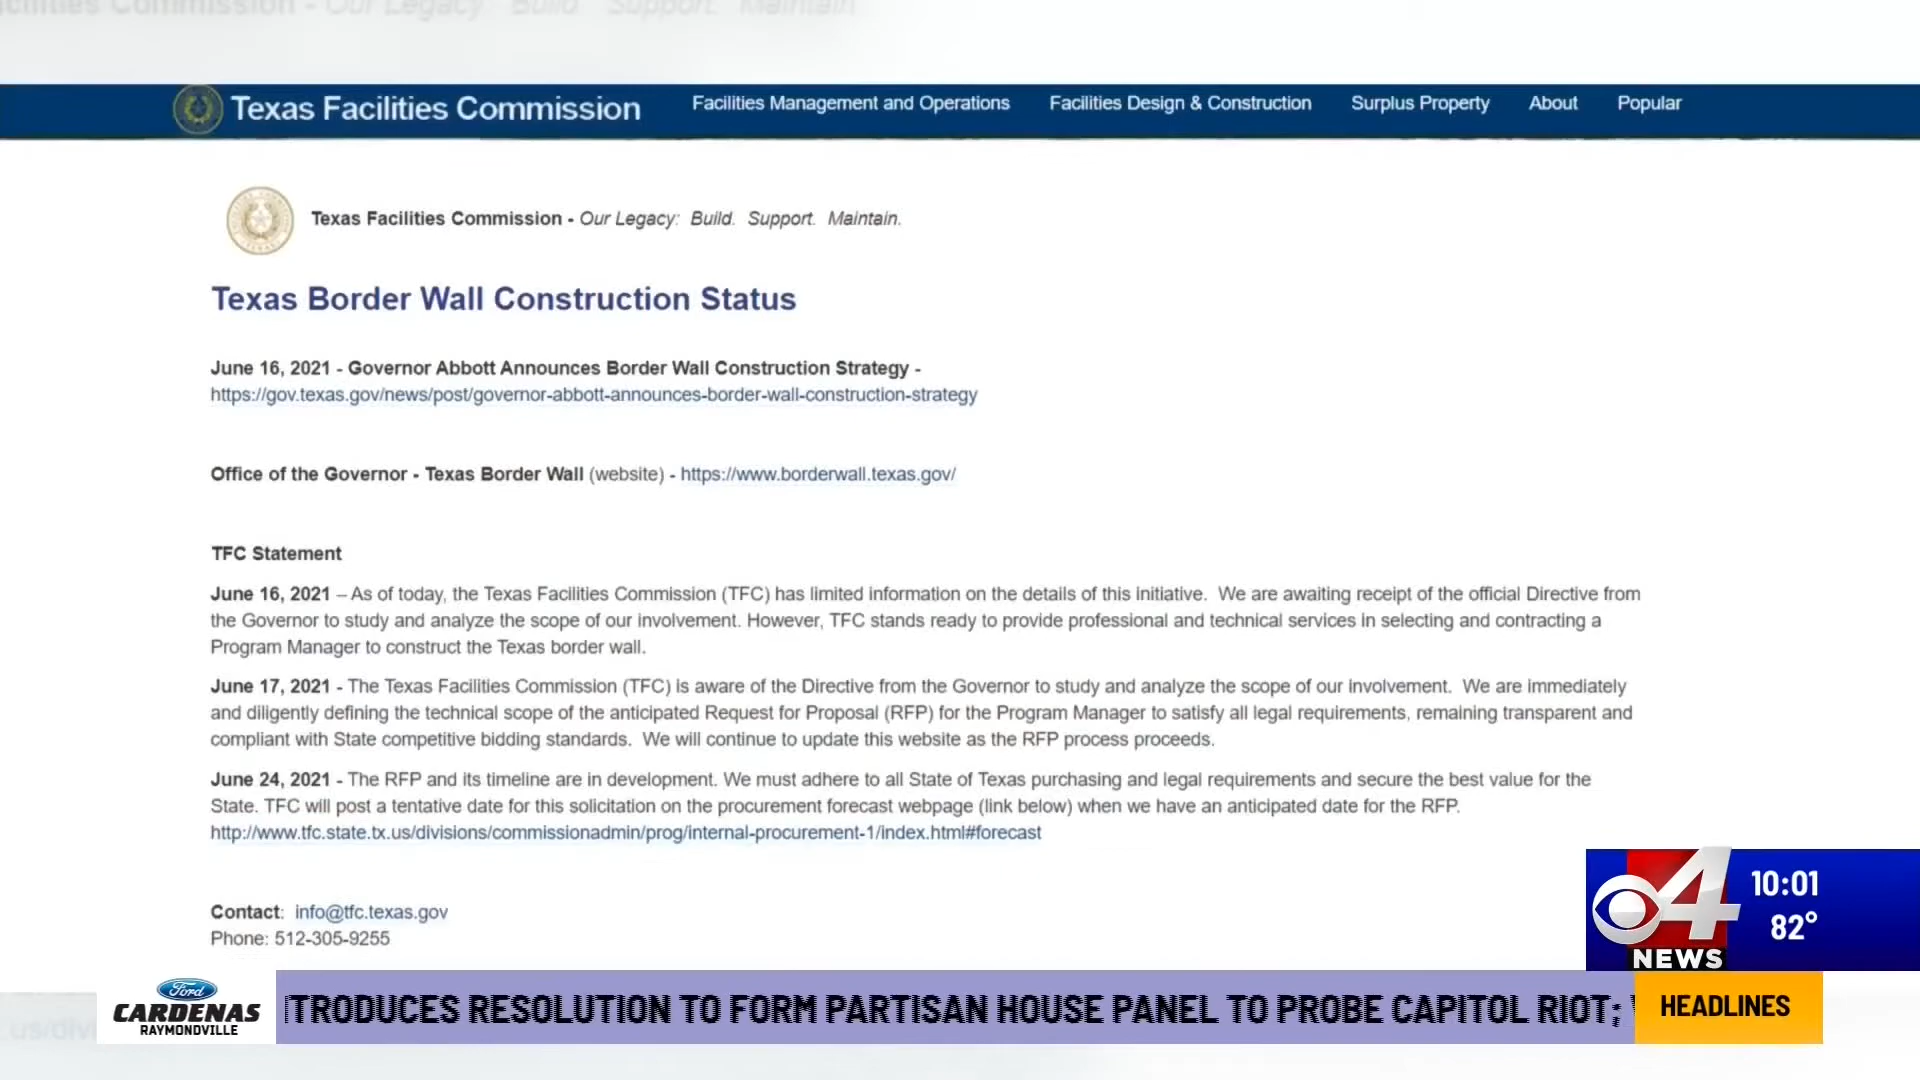 cilities Commission - Our Legacy: Build. Support. Maintain
Texas Facilities Commission
Facilities Management and Operations
Facilities Design & Construction
Surplus Property
About
Popular
Texas Facilities Commission - Our Legacy: Build. Support. Maintain.
Texas Border Wall Construction Status
June 16, 2021 - Governor Abbott Announces Border Wall Construction Strategy -
https://gov.texas.gov/news/post/governor-abbott-announces-border-wall-construction-strategy
Office of the Governor - Texas Border Wall (website) - https://www.borderwall.texas.gov/
TFC Statement
June 16, 2021 – As of today, the Texas Facilities Commission (TFC) has limited information on the details of this initiative. We are awaiting receipt of the official Directive from
the Governor to study and analyze the scope of our involvement. However, TFC stands ready to provide professional and technical services in selecting and contracting a
Program Manager to construct the Texas border wall.
June 17, 2021 - The Texas Facilities Commission (TFC) is aware of the Directive from the Governor to study and analyze the scope of our involvement. We are immediately
and diligently defining the technical scope of the anticipated Request for Proposal (RFP) for the Program Manager to satisfy all legal requirements, remaining transparent and
compliant with State competitive bidding standards. We will continue to update this website as the RFP process proceeds.
June 24, 2021 - The RFP and its timeline are in development. We must adhere to all State of Texas purchasing and legal requirements and secure the best value for the
State. TFC will post a tentative date for this solicitation on the procurement forecast webpage (link below) when we have an anticipated date for the RFP.
http://www.tfc.state.tx.us/divisions/commissionadmin/prog/internal-procurement-1/index.html#forecast
Contact: info@tfc.texas.gov
Phone: 512-305-9255
4
NEWS
10:01
82°
us/divi
Ford
CARDENAS
RAYMONDVILLE
TRODUCES RESOLUTION TO FORM PARTISAN HOUSE PANEL TO PROBE CAPITOL RIOT;
HEADLINES